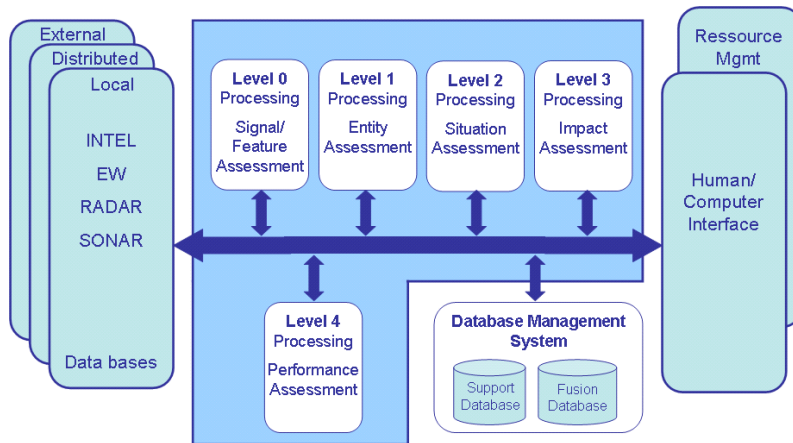 External
Distributed
Local
INTEL
EW
RADAR
SONAR
Data bases
Level 0
Processing
Signal/
Feature
Assessment
Level 1
Processing
Entity
Assessment
Level 2
Processing
Situation
Assessment
Level 3
Processing
Impact
Assessment
Level 4
Processing
Performance
Assessment
Database Management
System
Support
Database
Fusion
Database
Ressource
Mgmt
Human/
Computer
Interface